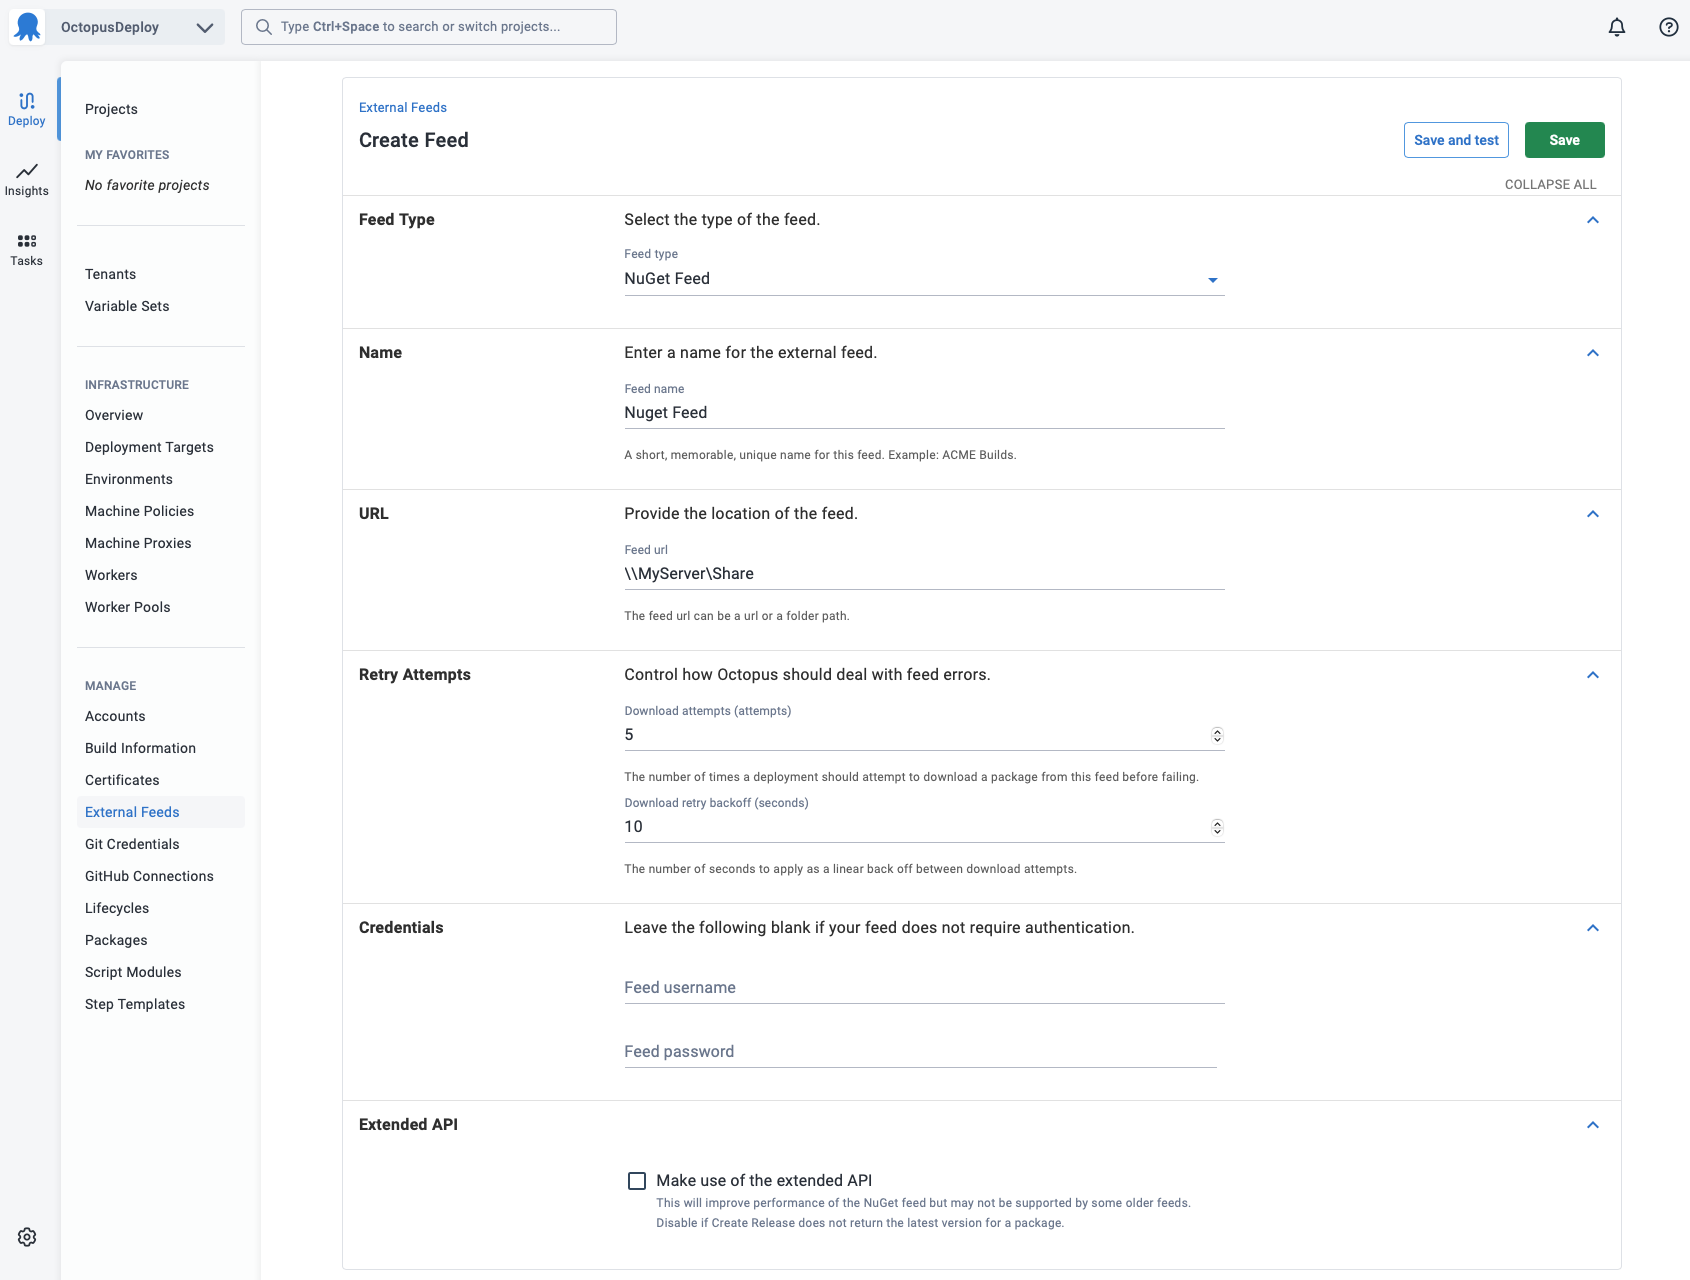 OctopusDeploy
Type Ctrl+Space to search or switch projects...
Deploy
Insights
Tasks
Projects
MY FAVORITES
No favorite projects
Tenants
Variable Sets
INFRASTRUCTURE
Overview
Deployment Targets
Environments
Machine Policies
Machine Proxies
Workers
Worker Pools
MANAGE
Accounts
Build Information
Certificates
External Feeds
Git Credentials
GitHub Connections
Lifecycles
Packages
Script Modules
Step Templates
External Feeds
Create Feed
Save and test
Save
COLLAPSE ALL
Feed Type
Select the type of the feed.
Feed type
NuGet Feed
Name
Enter a name for the external feed.
Feed name
Nuget Feed
A short, memorable, unique name for this feed. Example: ACME Builds.
URL
Provide the location of the feed.
Feed url
\\MyServer\Share
The feed url can be a url or a folder path.
Retry Attempts
Control how Octopus should deal with feed errors.
Download attempts (attempts)
5
The number of times a deployment should attempt to download a package from this feed before failing.
Download retry backoff (seconds)
10
The number of seconds to apply as a linear back off between download attempts.
Credentials
Leave the following blank if your feed does not require authentication.
Feed username
Feed password
Extended API
Make use of the extended API
This will improve performance of the NuGet feed but may not be supported by some older feeds.
Disable if Create Release does not return the latest version for a package.